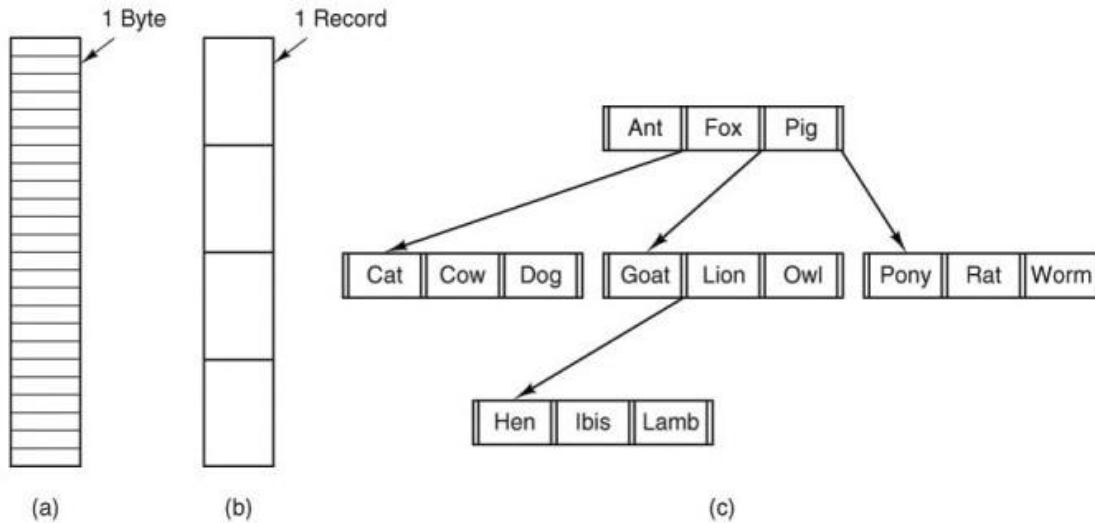 1 Byte
1 Record
Ant Fox Pig
Cat Cow Dog
Goat Lion Owl
Pony Rat Worm
Hen Ibis Lamb
(a)
(b)
(c)